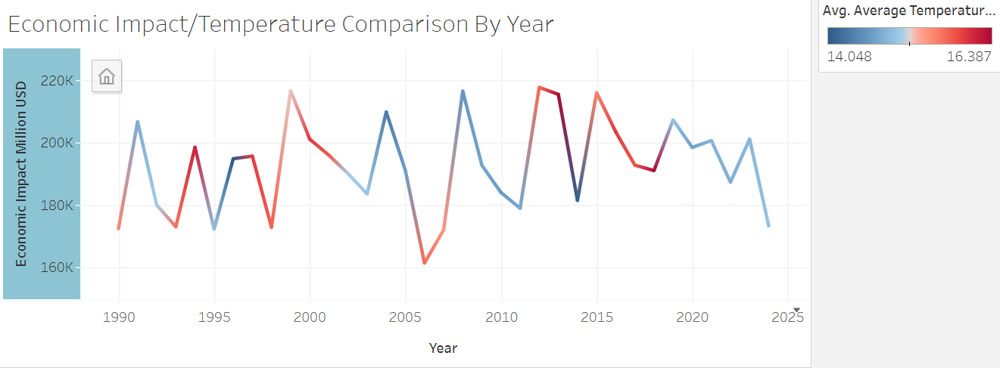 Economic Impact/Temperature Comparison By Year
Avg. Average Temperatur...
14.048 16.387
Economic Impact Million USD
220K
200K
180K
160K
1990 1995 2000 2005 2010 2015 2020 2025
Year